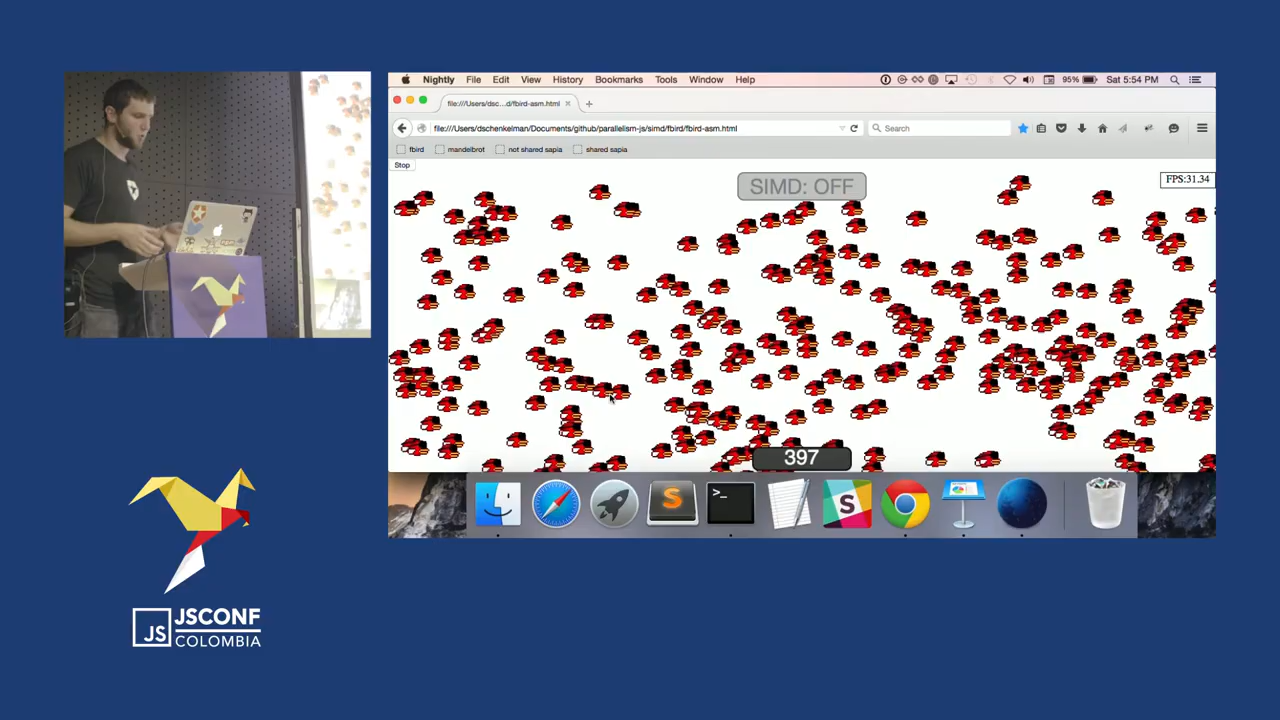 Nightly File Edit View History Bookmarks Tools Window Help 95% Sat 5:54 PM
file:///Users/dsc...d/fbird-asm.html
file:///Users/dschenkelman/Documents/github/parallelism-js/simd/fbird/fbird-asm.html
Search
fbird mandelbrot not shared sapia shared sapia
Stop
SIMD: OFF
FPS:31.34
397
JS
JSCONF
COLOMBIA